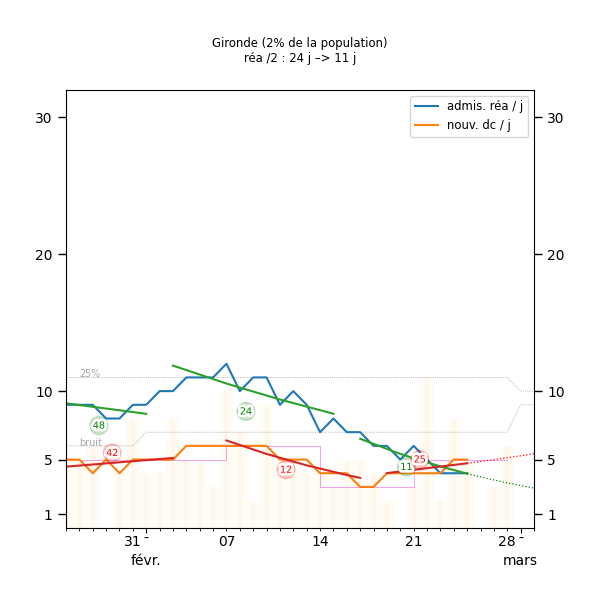 Gironde (2% de la population)
réa /2 : 24 j –> 11 j
admis. réa / j
nouv. dc / j
30 30
20 20
10 10
5 5
1 1
25%
bruit
48
42
24
12
11
25
31 - 07 14 21 28 -
févr. mars